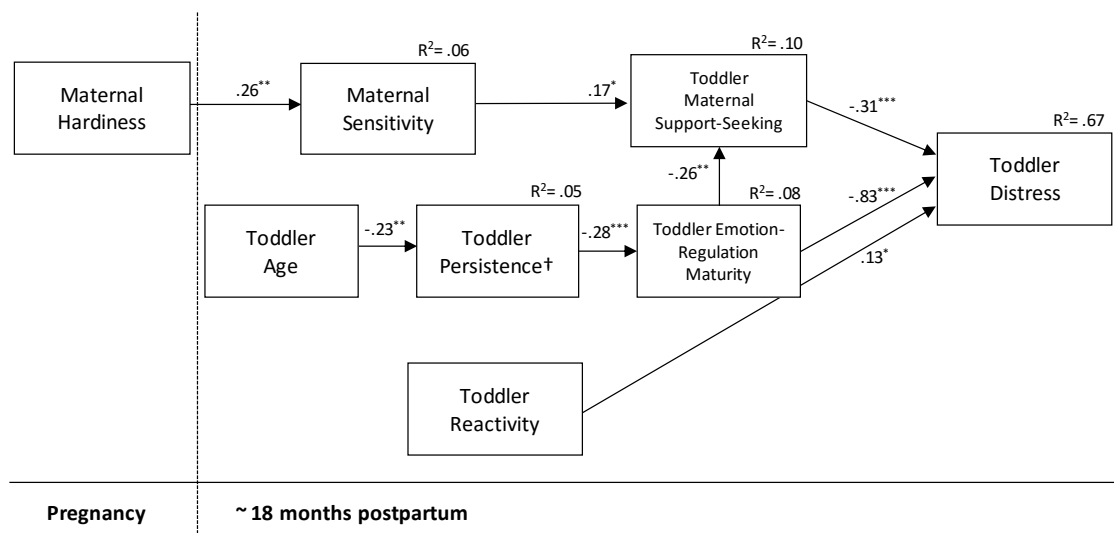 R²= .06
R²= .10
Maternal
Hardiness
.26**
Maternal
Sensitivity
.17*
Toddler
Maternal
Support-Seeking
-.31***
R²= .67
Toddler
Distress
-.26**
R²= .05
R²= .08
-.83***
Toddler
Age
-.23**
Toddler
Persistence†
-.28***
Toddler Emotion-
Regulation
Maturity
.13*
Toddler
Reactivity
Pregnancy
~ 18 months postpartum